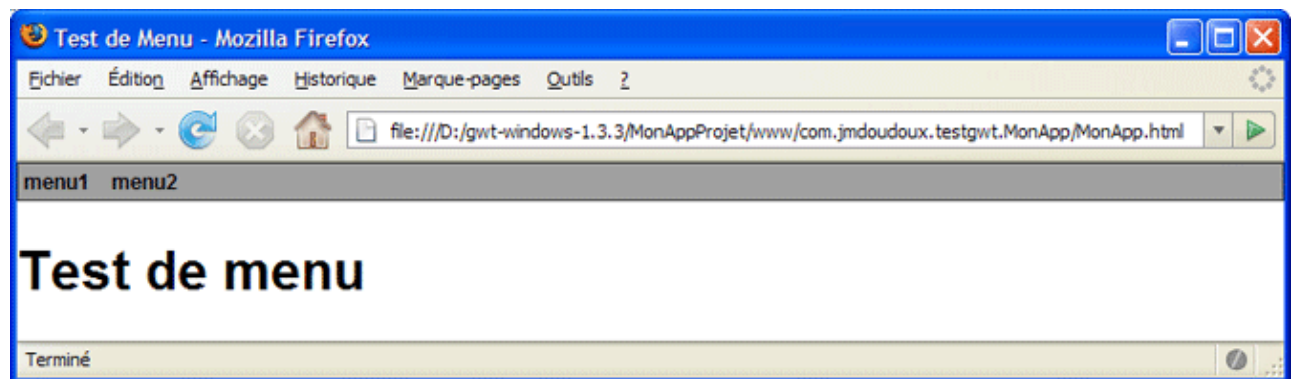 Test de Menu - Mozilla Firefox
Fichier Édition Affichage Historique Marque-pages Outils ?
file:///D:/gwt-windows-1.3.3/MonAppProjet/www/com.jmdoudoux.testgwt.MonApp/MonApp.html
menu1 menu2
Test de menu
Terminé